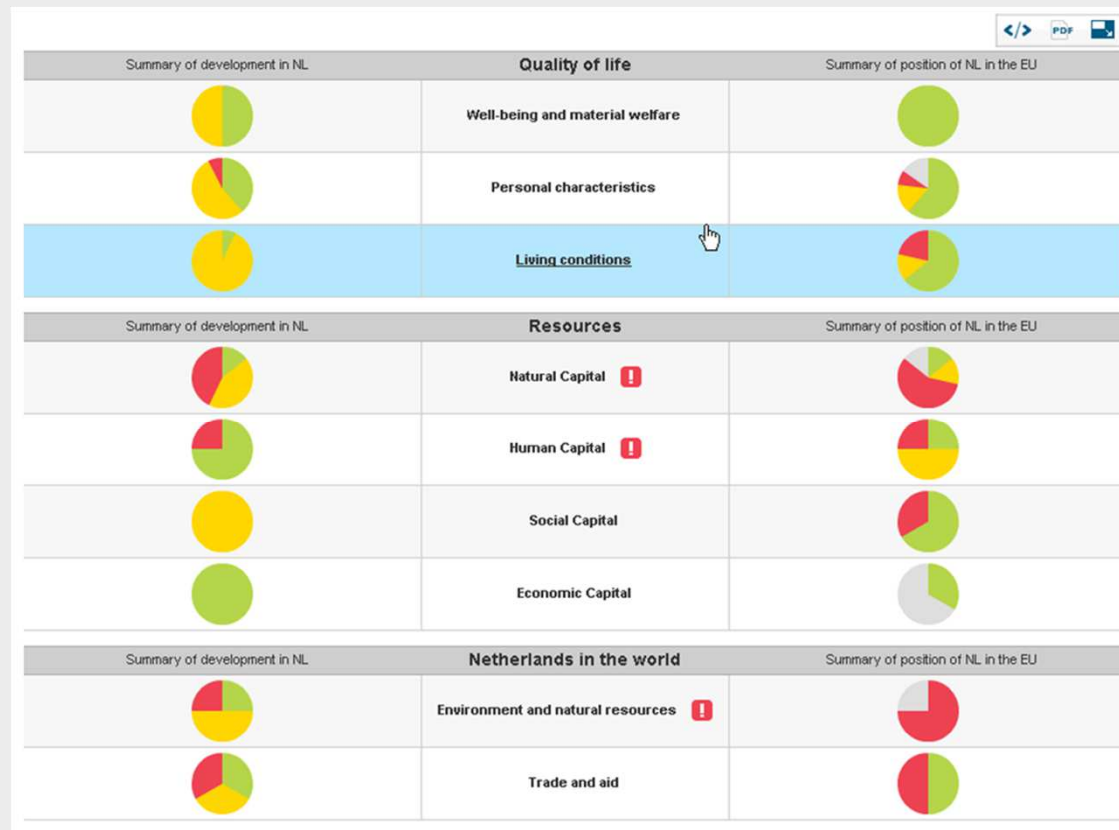 </> PDF
Summary of development in NL Quality of life Summary of position of NL in the EU
Well-being and material welfare
Personal characteristics
Living conditions
Summary of development in NL Resources Summary of position of NL in the EU
Natural Capital !
Human Capital !
Social Capital
Economic Capital
Summary of development in NL Netherlands in the world Summary of position of NL in the EU
Environment and natural resources !
Trade and aid